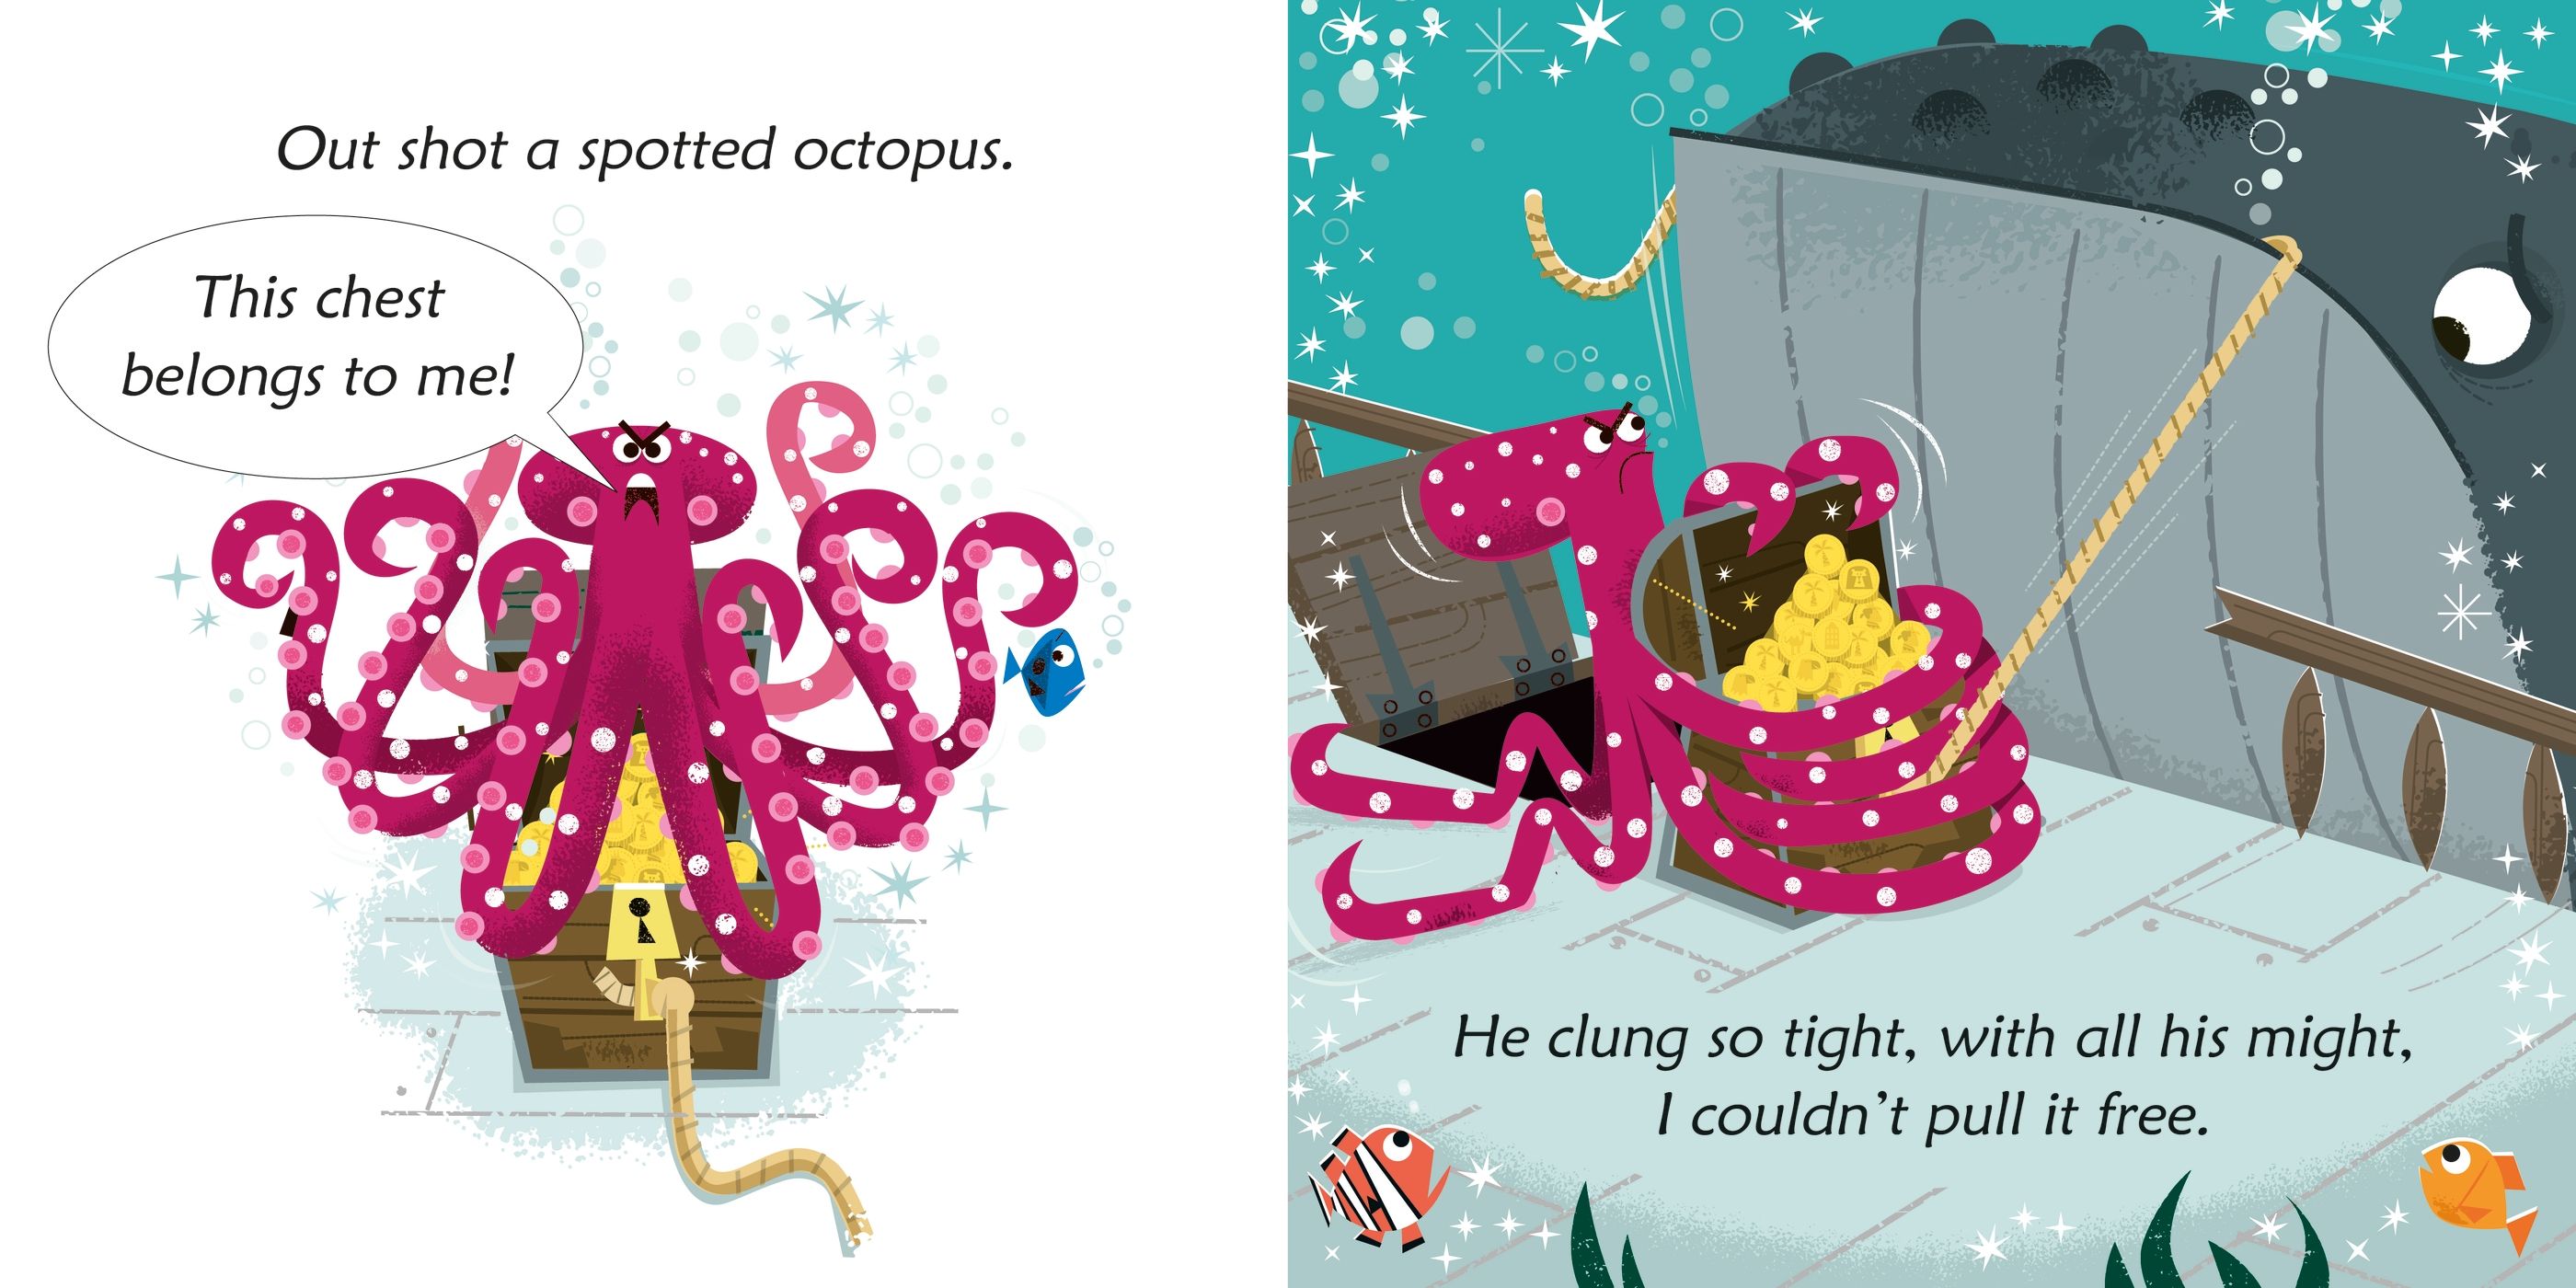 Out shot a spotted octopus.
This chest
belongs to me!
He clung so tight, with all his might,
I couldn’t pull it free.